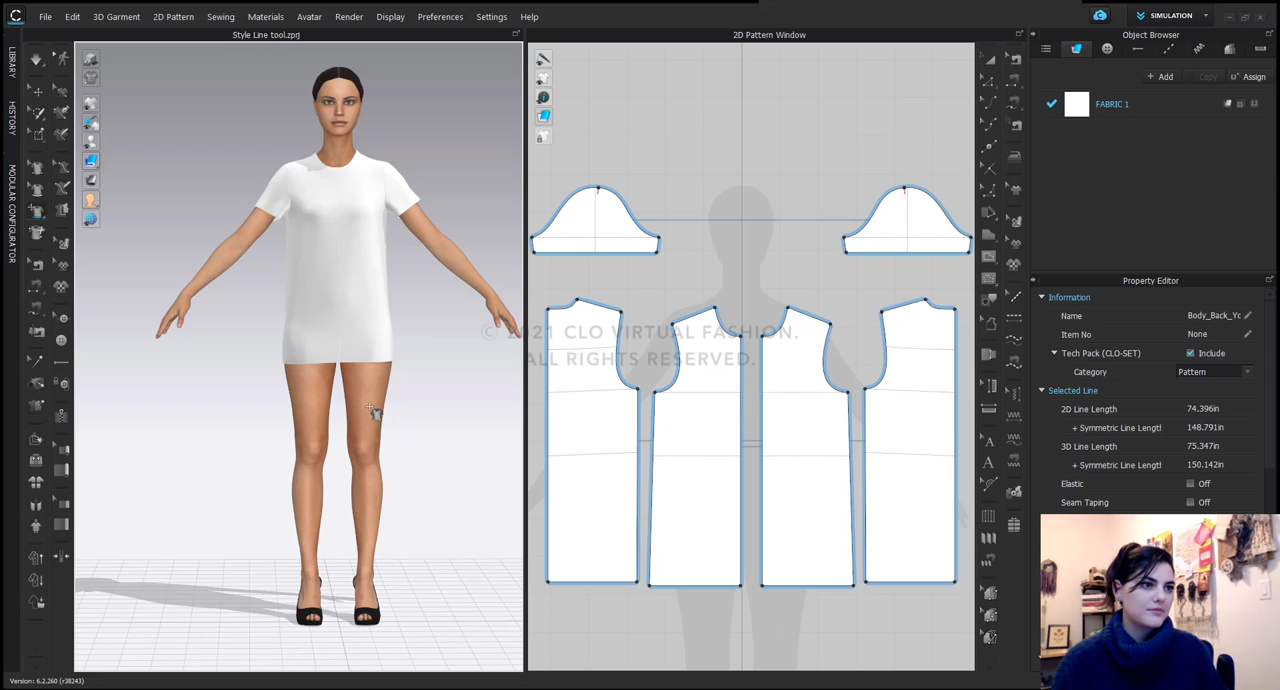 File Edit 3D Garment 2D Pattern Sewing Materials Avatar Render Display Preferences Settings Help SIMULATION
Style Line tool.zprj
2D Pattern Window
Object Browser
LIBRARY
HISTORY
MODULAR CONFIGURATOR
+ Add Copy Assign
FABRIC 1
© 2021 CLO VIRTUAL FASHION.
ALL RIGHTS RESERVED.
Property Editor
Information
Name Body_Back_Yc
Item No None
Tech Pack (CLO-SET) Include
Category Pattern
Selected Line
2D Line Length 74.396in
+ Symmetric Line Lengtl 148.791in
3D Line Length 75.347in
+ Symmetric Line Lengtl 150.142in
Elastic Off
Seam Taping Off
Version: 6.2.260 (r38243)